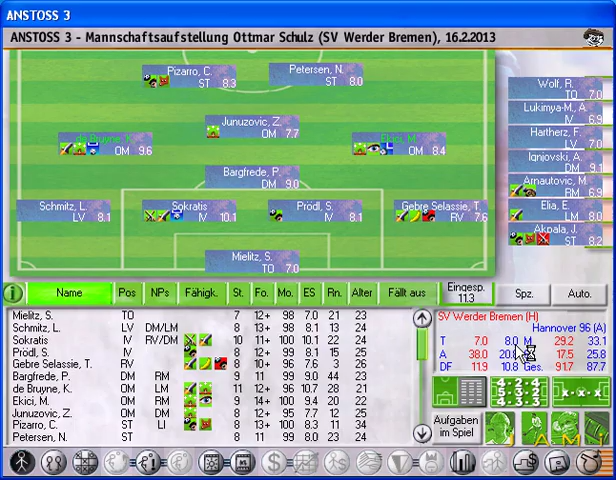 ANSTOSS 3
ANSTOSS 3 - Mannschaftsaufstellung Ottmar Schulz (SV Werder Bremen), 16.2.2013
Pizarro, C.
ST 8.3
Petersen, N.
ST 8.0
Junuzovic, Z.
OM 7.7
de Bruyne, K.
OM 9.6
Ekici, M.
OM 8.4
Bargfrede, P.
DM 9.0
Schmitz, L.
LV 8.1
Sokratis
IV 10.1
Prödl, S.
IV 8.1
Gebre Selassie, T.
RV 7.6
Mielitz, S.
TO 7.0
Wolf, R.
TO 7.0
Lukimya-M., A.
IV 6.9
Hartherz, F.
LV 7.0
Ignjovski, A.
DM 9.1
Arnautovic, M.
RM 6.9
Elia, E.
LM 8.0
Akpala, J.
ST 8.2
Name Pos NPs Fähigk. St. Fo. Mo. ES Rn. Alter Fällt aus Eingesp. 11.3 Spz. Auto.
Mielitz, S. TO 7 12+ 98 7.0 21 23
Schmitz, L. LV DM/LM 8 13+ 98 8.1 13 24
Sokratis IV RV/DM 10 11+ 100 10.1 22 24
Prödl, S. IV 8 12+ 99 8.1 15 25
Gebre Selassie, T. RV 8 10+ 96 7.6 3 26
Bargfrede, P. DM RM 9 11 99 9.0 44 23
de Bruyne, K. OM LM 11 12+ 96 10.7 28 21
Ekici, M. OM RM 9 14+ 100 9.4 20 22
Junuzovic, Z. OM DM 8 12+ 95 7.7 12 25
Pizarro, C. ST LI 8 13+ 100 8.3 11 34
Petersen, N. ST 8 11 99 8.0 23 24
SV Werder Bremen (H)
Hannover 96 (A)
T 7.0 8.0 M 29.2 33.1
A 38.0 20.8 17.5 25.8
DF 11.9 10.8 Ges. 91.7 87.7
Aufgaben
im Spiel